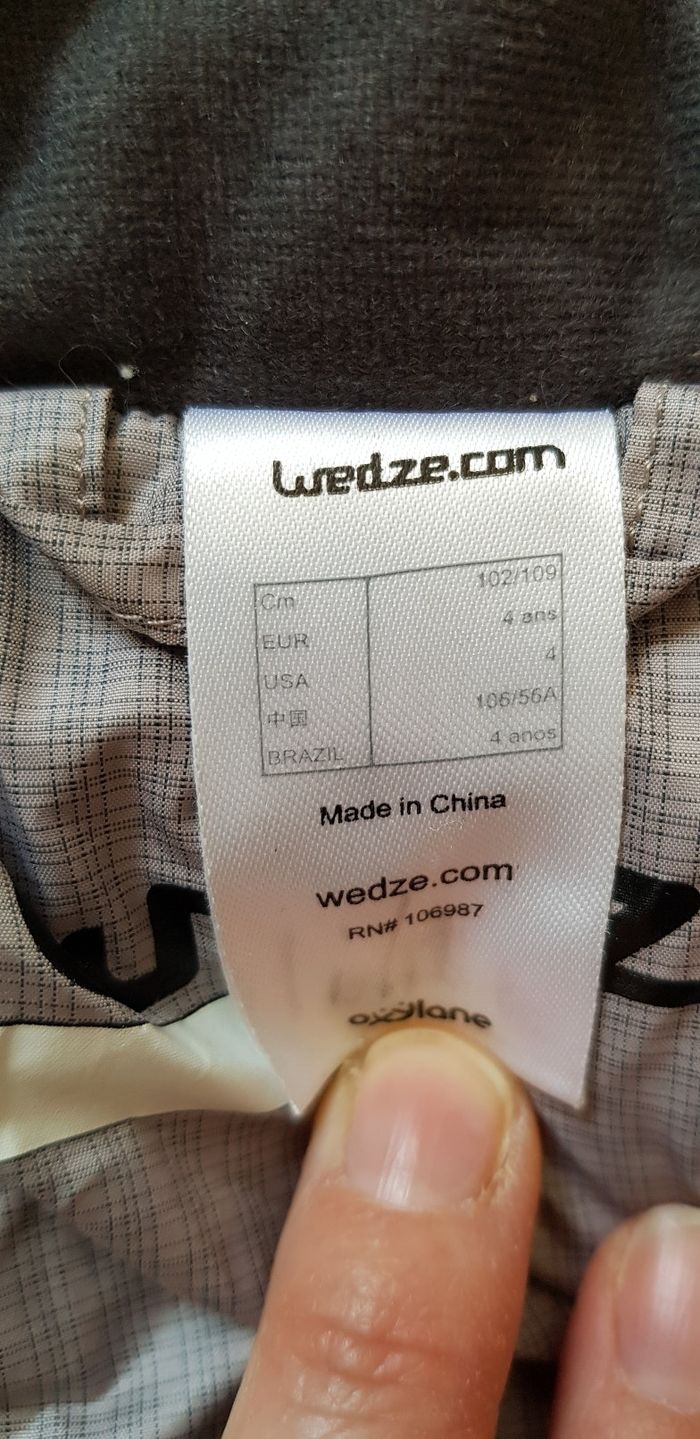 wedze.com
Cm 102/109
EUR 4 ans
USA 4
中国 106/56A
BRAZIL 4 anos
Made in China
wedze.com
RN# 106987
oxylane